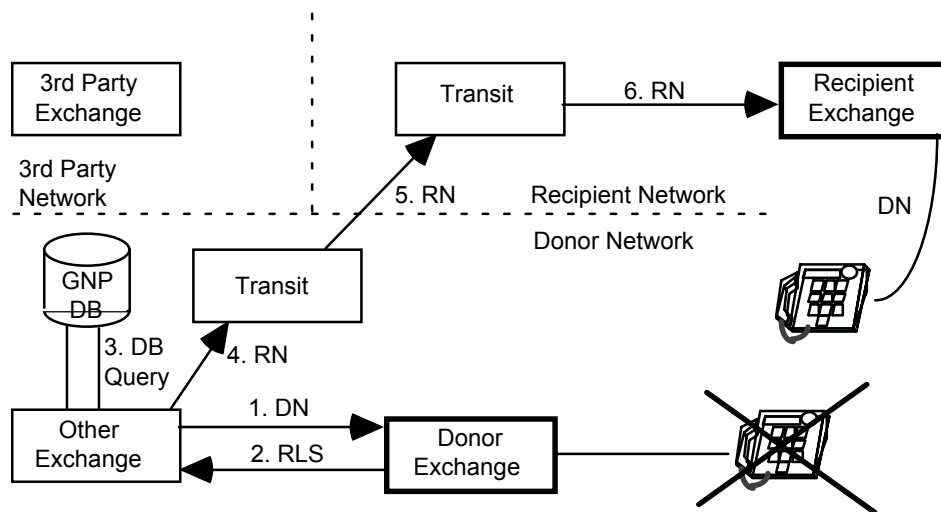 3rd Party
Exchange
Transit
6. RN
Recipient
Exchange
3rd Party
Network
5. RN
Recipient Network
DN
Donor Network
GNP
DB
Transit
3. DB
Query
4. RN
1. DN
Other
Exchange
2. RLS
Donor
Exchange